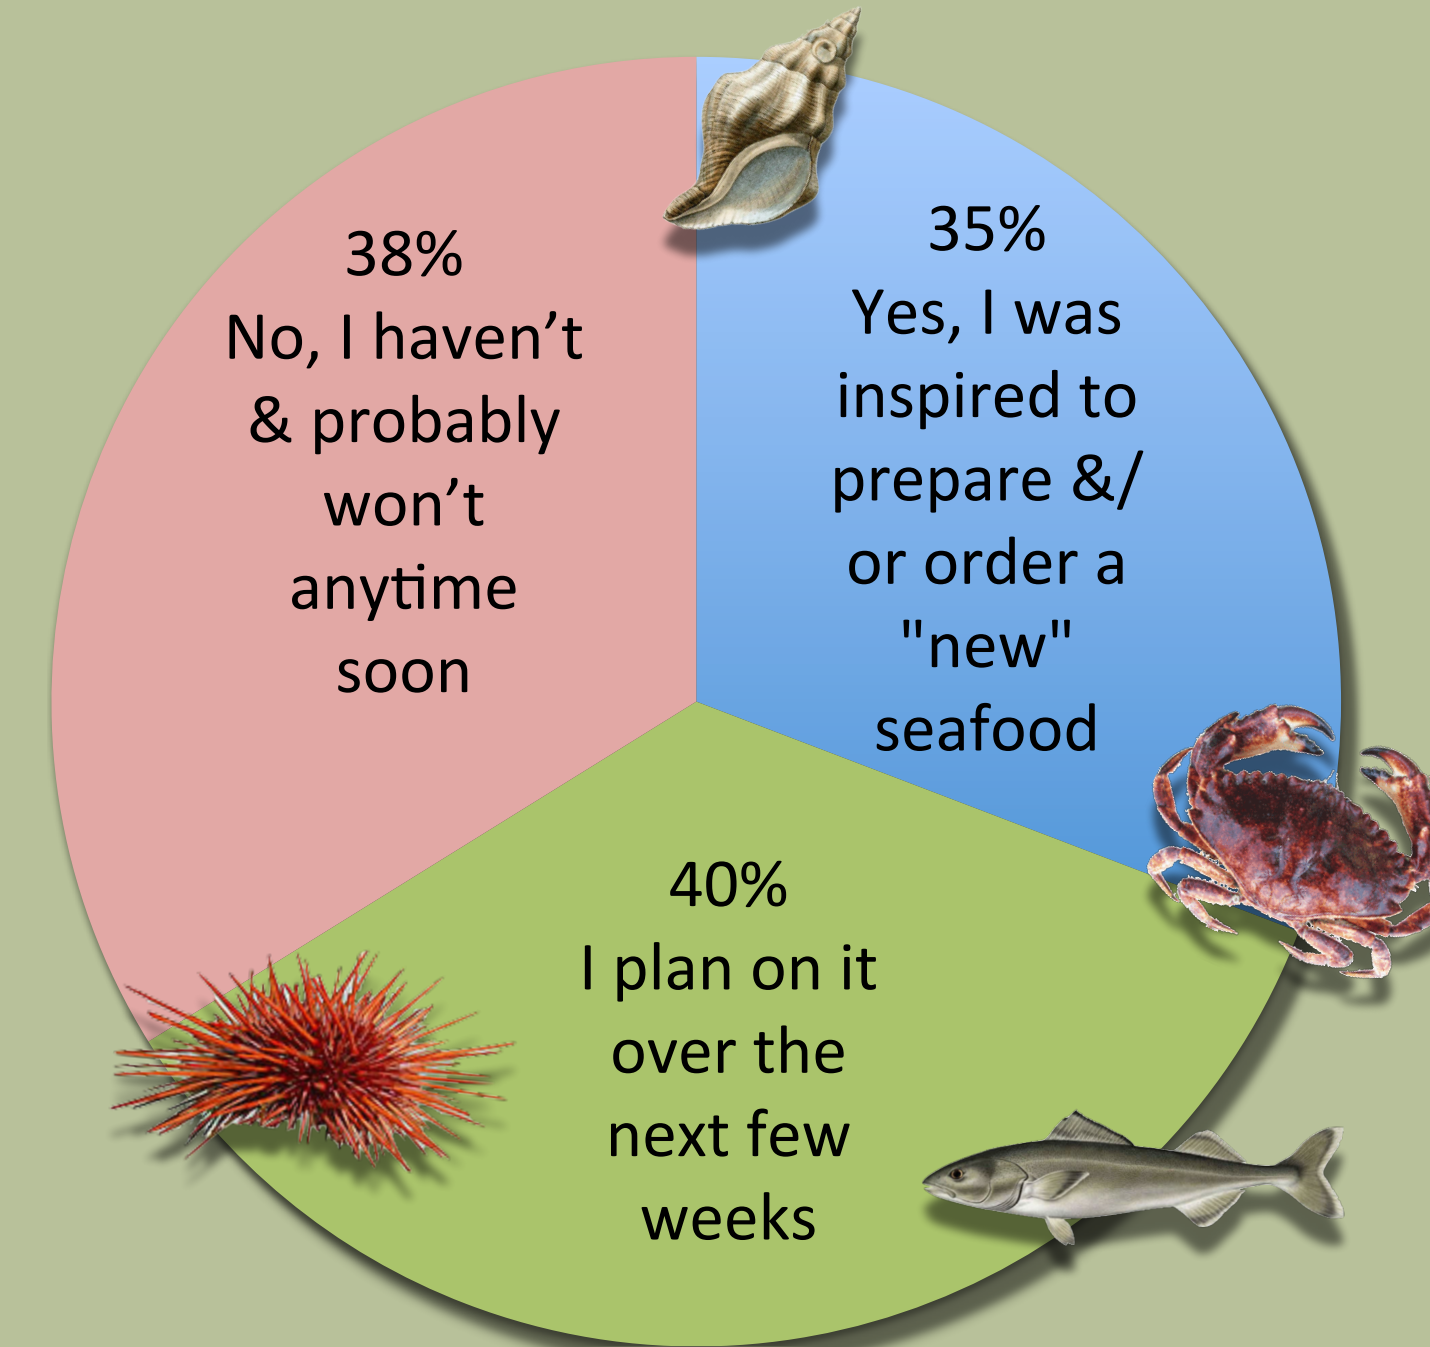 38%
No, I haven’t
& probably
won’t
anytime
soon
35%
Yes, I was
inspired to
prepare &/
or order a
"new"
seafood
40%
I plan on it
over the
next few
weeks